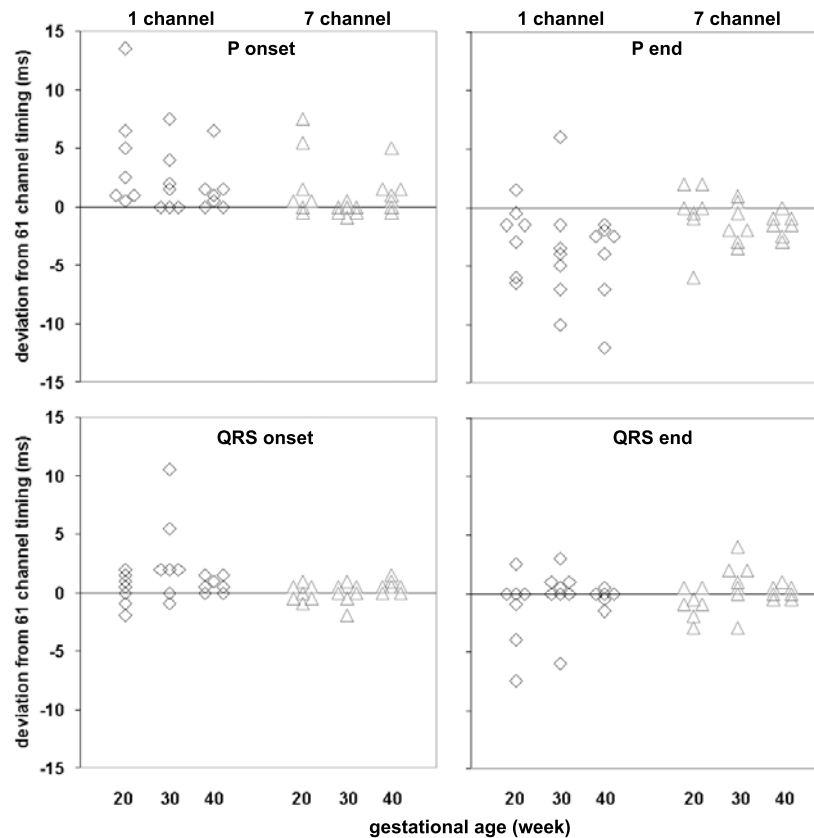 1 channel 7 channel 1 channel 7 channel
P onset P end
15
10
5
0
-5
-10
-15
deviation from 61 channel timing (ms)
QRS onset QRS end
15
10
5
0
-5
-10
-15
deviation from 61 channel timing (ms)
20 30 40 20 30 40 20 30 40 20 30 40
gestational age (week)